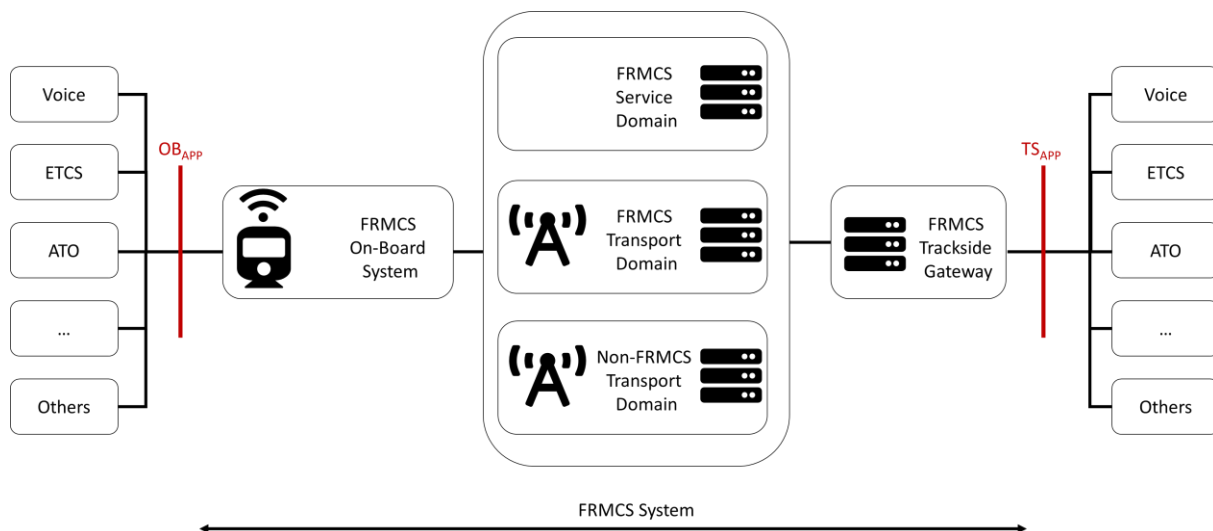 Voice
ETCS
ATO
...
Others
OBAPP
FRMCS
On-Board
System
FRMCS
Service
Domain
FRMCS
Transport
Domain
Non-FRMCS
Transport
Domain
FRMCS
Trackside
Gateway
TSAPP
Voice
ETCS
ATO
...
Others
FRMCS System